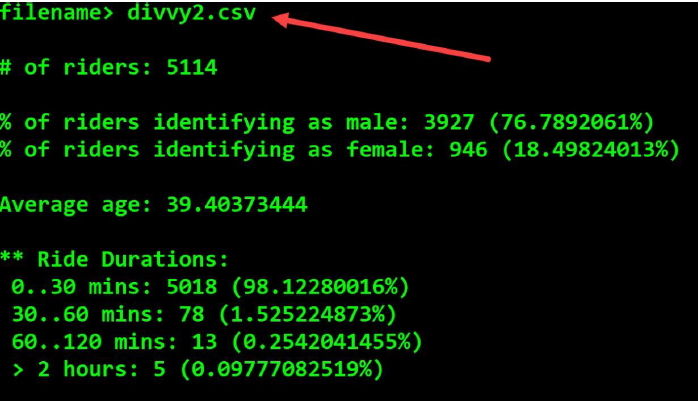 filename> divvy2.csv
# of riders: 5114
% of riders identifying as male: 3927 (76.7892061%)
% of riders identifying as female: 946 (18.49824013%)
Average age: 39.40373444
** Ride Durations:
0..30 mins: 5018 (98.12280016%)
30..60 mins: 78 (1.525224873%)
60..120 mins: 13 (0.2542041455%)
> 2 hours: 5 (0.09777082519%)